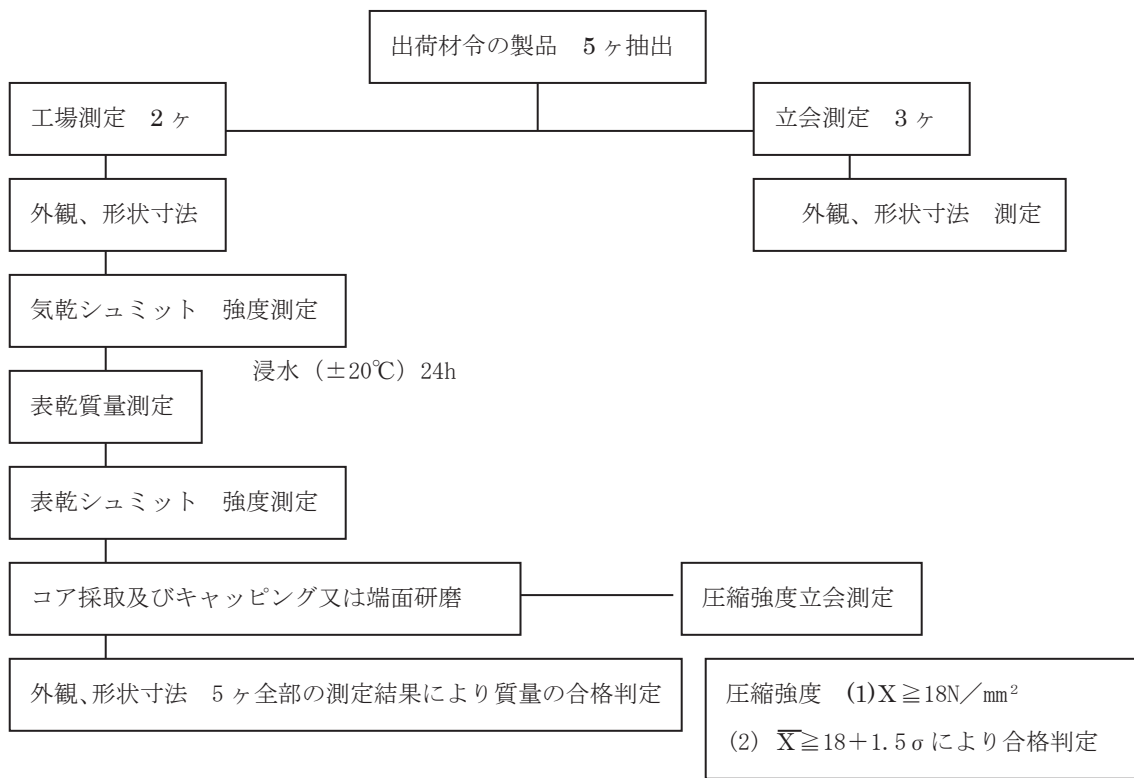 出荷材令の製品　5ヶ抽出
工場測定　2ヶ
立会測定　3ヶ
外観、形状寸法
外観、形状寸法　測定
気乾シュミット　強度測定
浸水（±20℃）24h
表乾質量測定
表乾シュミット　強度測定
コア採取及びキャッピング又は端面研磨
圧縮強度立会測定
外観、形状寸法　5ヶ全部の測定結果により質量の合格判定
圧縮強度　(1)X≧18N／mm²
(2)　X̅≧18＋1.5σにより合格判定